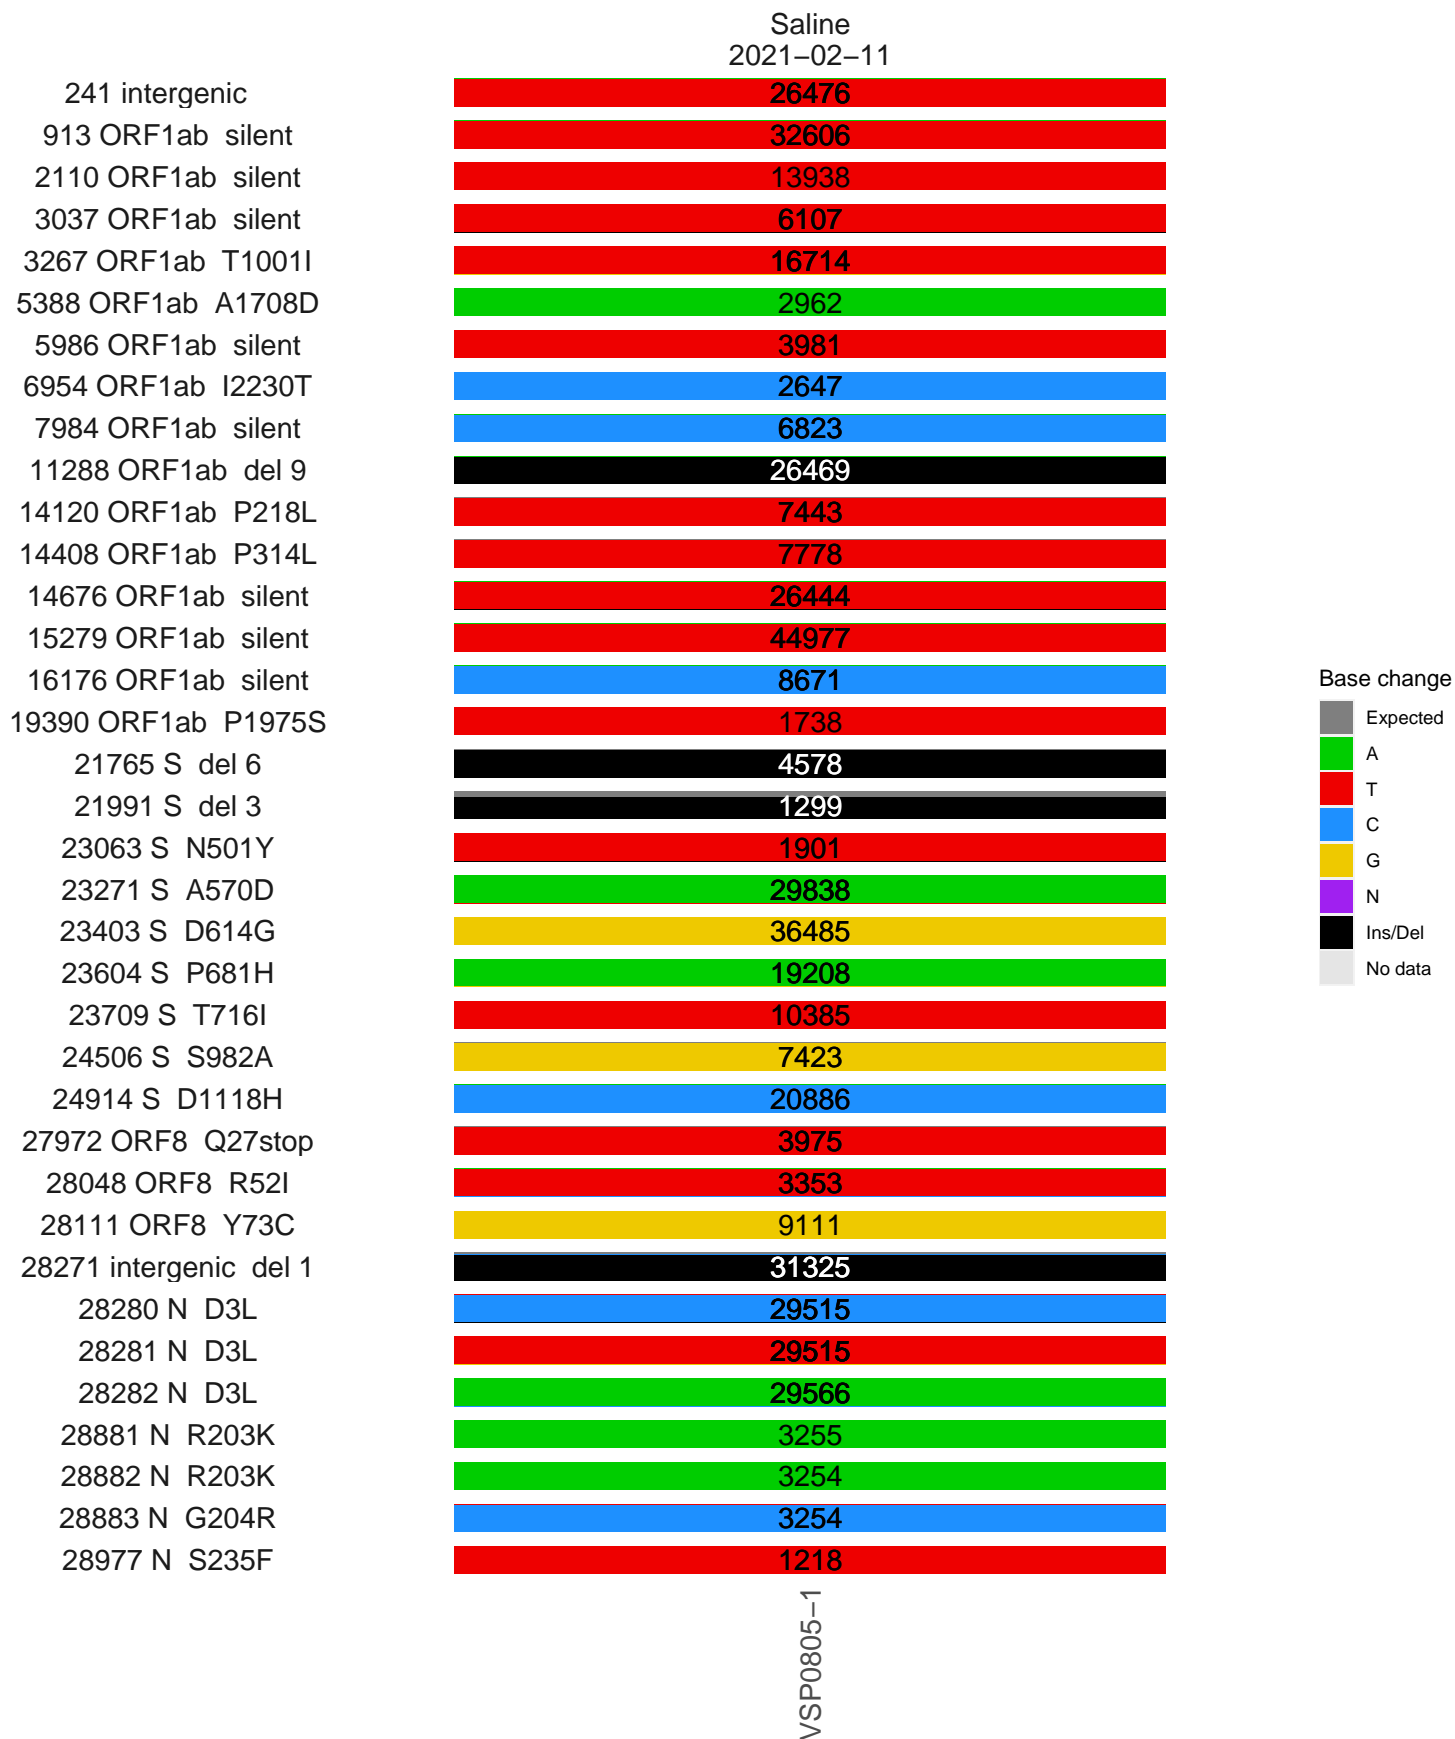 Saline
2021−02−11
241 intergenic 26476
913 ORF1ab silent 32606
2110 ORF1ab silent 13938
3037 ORF1ab silent 6107
3267 ORF1ab T1001I 16714
5388 ORF1ab A1708D 2962
5986 ORF1ab silent 3981
6954 ORF1ab I2230T 2647
7984 ORF1ab silent 6823
11288 ORF1ab del 9 26469
14120 ORF1ab P218L 7443
14408 ORF1ab P314L 7778
14676 ORF1ab silent 26444
15279 ORF1ab silent 44977
16176 ORF1ab silent 8671
19390 ORF1ab P1975S 1738
21765 S del 6 4578
21991 S del 3 1299
23063 S N501Y 1901
23271 S A570D 29838
23403 S D614G 36485
23604 S P681H 19208
23709 S T716I 10385
24506 S S982A 7423
24914 S D1118H 20886
27972 ORF8 Q27stop 3975
28048 ORF8 R52I 3353
28111 ORF8 Y73C 9111
28271 intergenic del 1 31325
28280 N D3L 29515
28281 N D3L 29515
28282 N D3L 29566
28881 N R203K 3255
28882 N R203K 3254
28883 N G204R 3254
28977 N S235F 1218
VSP0805−1
Base change
Expected
A
T
C
G
N
Ins/Del
No data